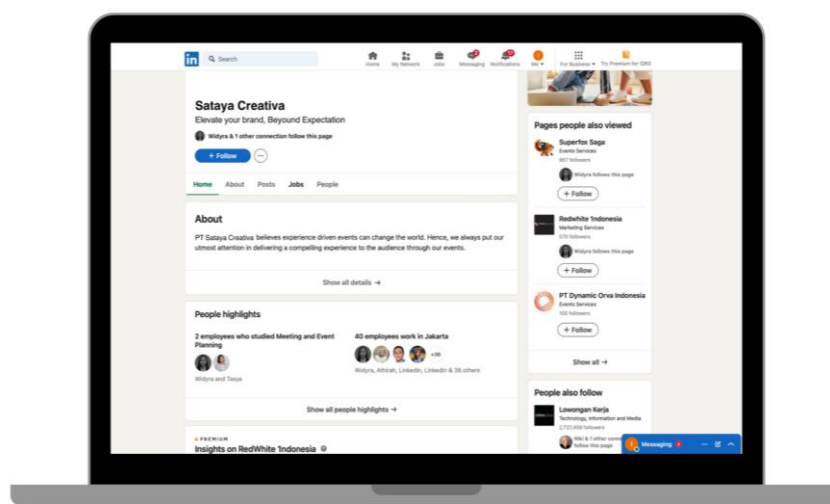 in
Search
Home
My Network
Jobs
Messaging
Notifications
Me
For Business
Try Premium for IDR0
Sataya Creativa
Elevate your brand, Beyound Expectation
Widyra & 1 other connection follow this page
+ Follow
Home
About
Posts
Jobs
People
About
PT Sataya Creativa believes experience driven events can change the world. Hence, we always put our
utmost attention in delivering a compelling experience to the audience through our events.
Show all details →
People highlights
2 employees who studied Meeting and Event
Planning
Widyra and Tasya
40 employees work in Jakarta
+36
Widyra, Athirah, LinkedIn, LinkedIn & 36 others
Show all people highlights →
PREMIUM
Insights on RedWhite 1ndonesia
Pages people also viewed
Superfox Saga
Events Services
followers
Widyra follows this page
+ Follow
Redwhite 1ndonesia
Marketing Services
followers
Widyra follows this page
+ Follow
PT Dynamic Orva Indonesia
Events Services
followers
+ Follow
Show all →
People also follow
Lowongan Kerja
Technology, Information and Media
followers
Niki & 1 other
follow this page
Messaging